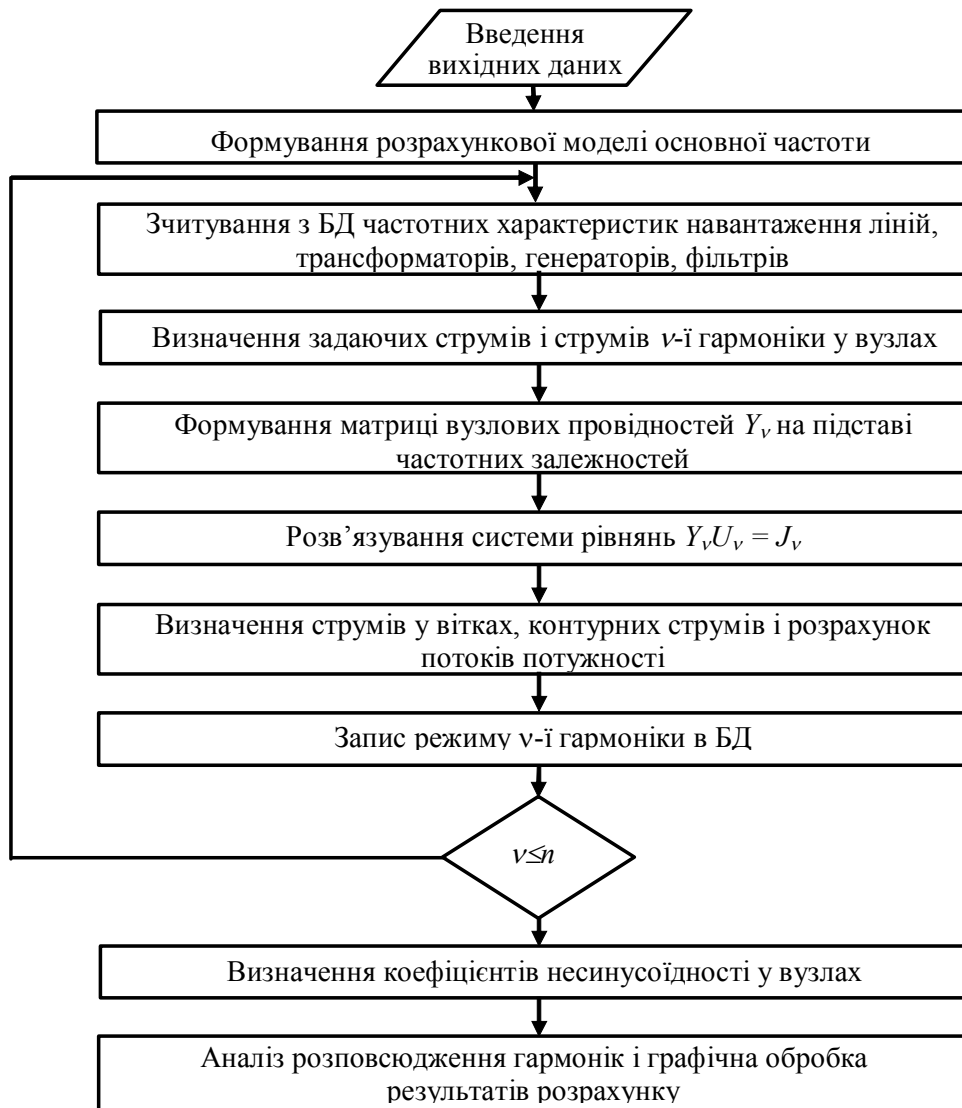 Введення
вихідних даних
Формування розрахункової моделі основної частоти
Зчитування з БД частотних характеристик навантаження ліній,
трансформаторів, генераторів, фільтрів
Визначення задаючих струмів і струмів ν-ї гармоніки у вузлах
Формування матриці вузлових провідностей Yν на підставі
частотних залежностей
Розв’язування системи рівнянь YνUν = Jν
Визначення струмів у вітках, контурних струмів і розрахунок
потоків потужності
Запис режиму ν-ї гармоніки в БД
ν≤n
Визначення коефіцієнтів несинусоїдності у вузлах
Аналіз розповсюдження гармонік і графічна обробка
результатів розрахунку